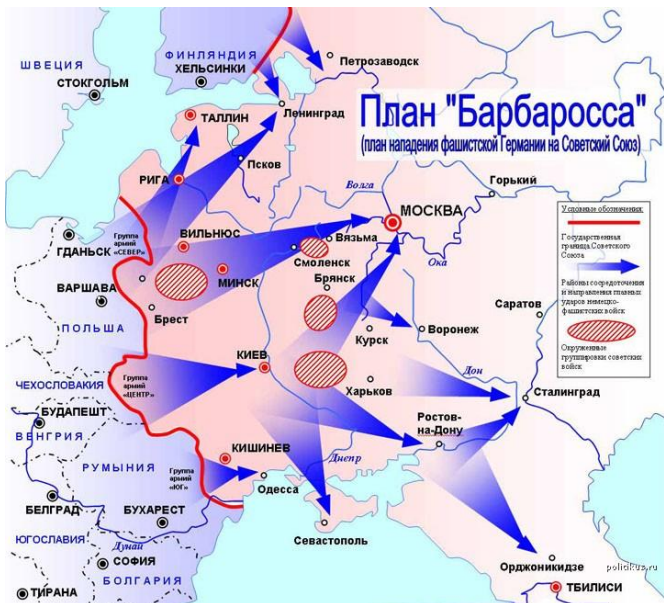 План "Барбаросса"
(план нападения фашистской Германии на Советский Союз)
ШВЕЦИЯ
ФИНЛЯНДИЯ
СТОКГОЛЬМ
ХЕЛЬСИНКИ
Петрозаводск
ТАЛЛИН
Ленинград
Псков
РИГА
Волга
Горький
МОСКВА
Группа
армий
«СЕВЕР»
ГДАНЬСК
ВИЛЬНЮС
Вязьма
Смоленск
Ока
МИНСК
Брянск
ВАРШАВА
Брест
ПОЛЬША
Курск
Воронеж
Саратов
Условные обозначения:
Государственная
граница Советского
Союза
Районы сосредоточения
и направления главных
ударов немецко-
фашистских войск
Окруженные
группировки советских
войск
КИЕВ
Группа
армий
«ЦЕНТР»
Харьков
Дон
Сталинград
ЧЕХОСЛОВАКИЯ
БУДАПЕШТ
ВЕНГРИЯ
Ростов-
на-Дону
КИШИНЕВ
Днепр
РУМЫНИЯ
Группа
армий
«ЮГ»
Одесса
БЕЛГРАД
БУХАРЕСТ
Севастополь
ЮГОСЛАВИЯ
Дунай
СОФИЯ
БОЛГАРИЯ
Орджоникидзе
politikus.ru
ТИРАНА
ТБИЛИСИ